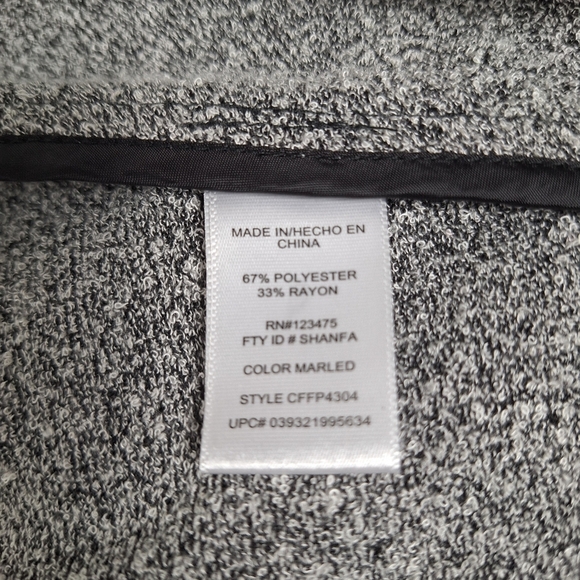 MADE IN/HECHO EN
CHINA
67% POLYESTER
33% RAYON
RN#123475
FTY ID # SHANFA
COLOR MARLED
STYLE CFFP4304
UPC# 039321995634